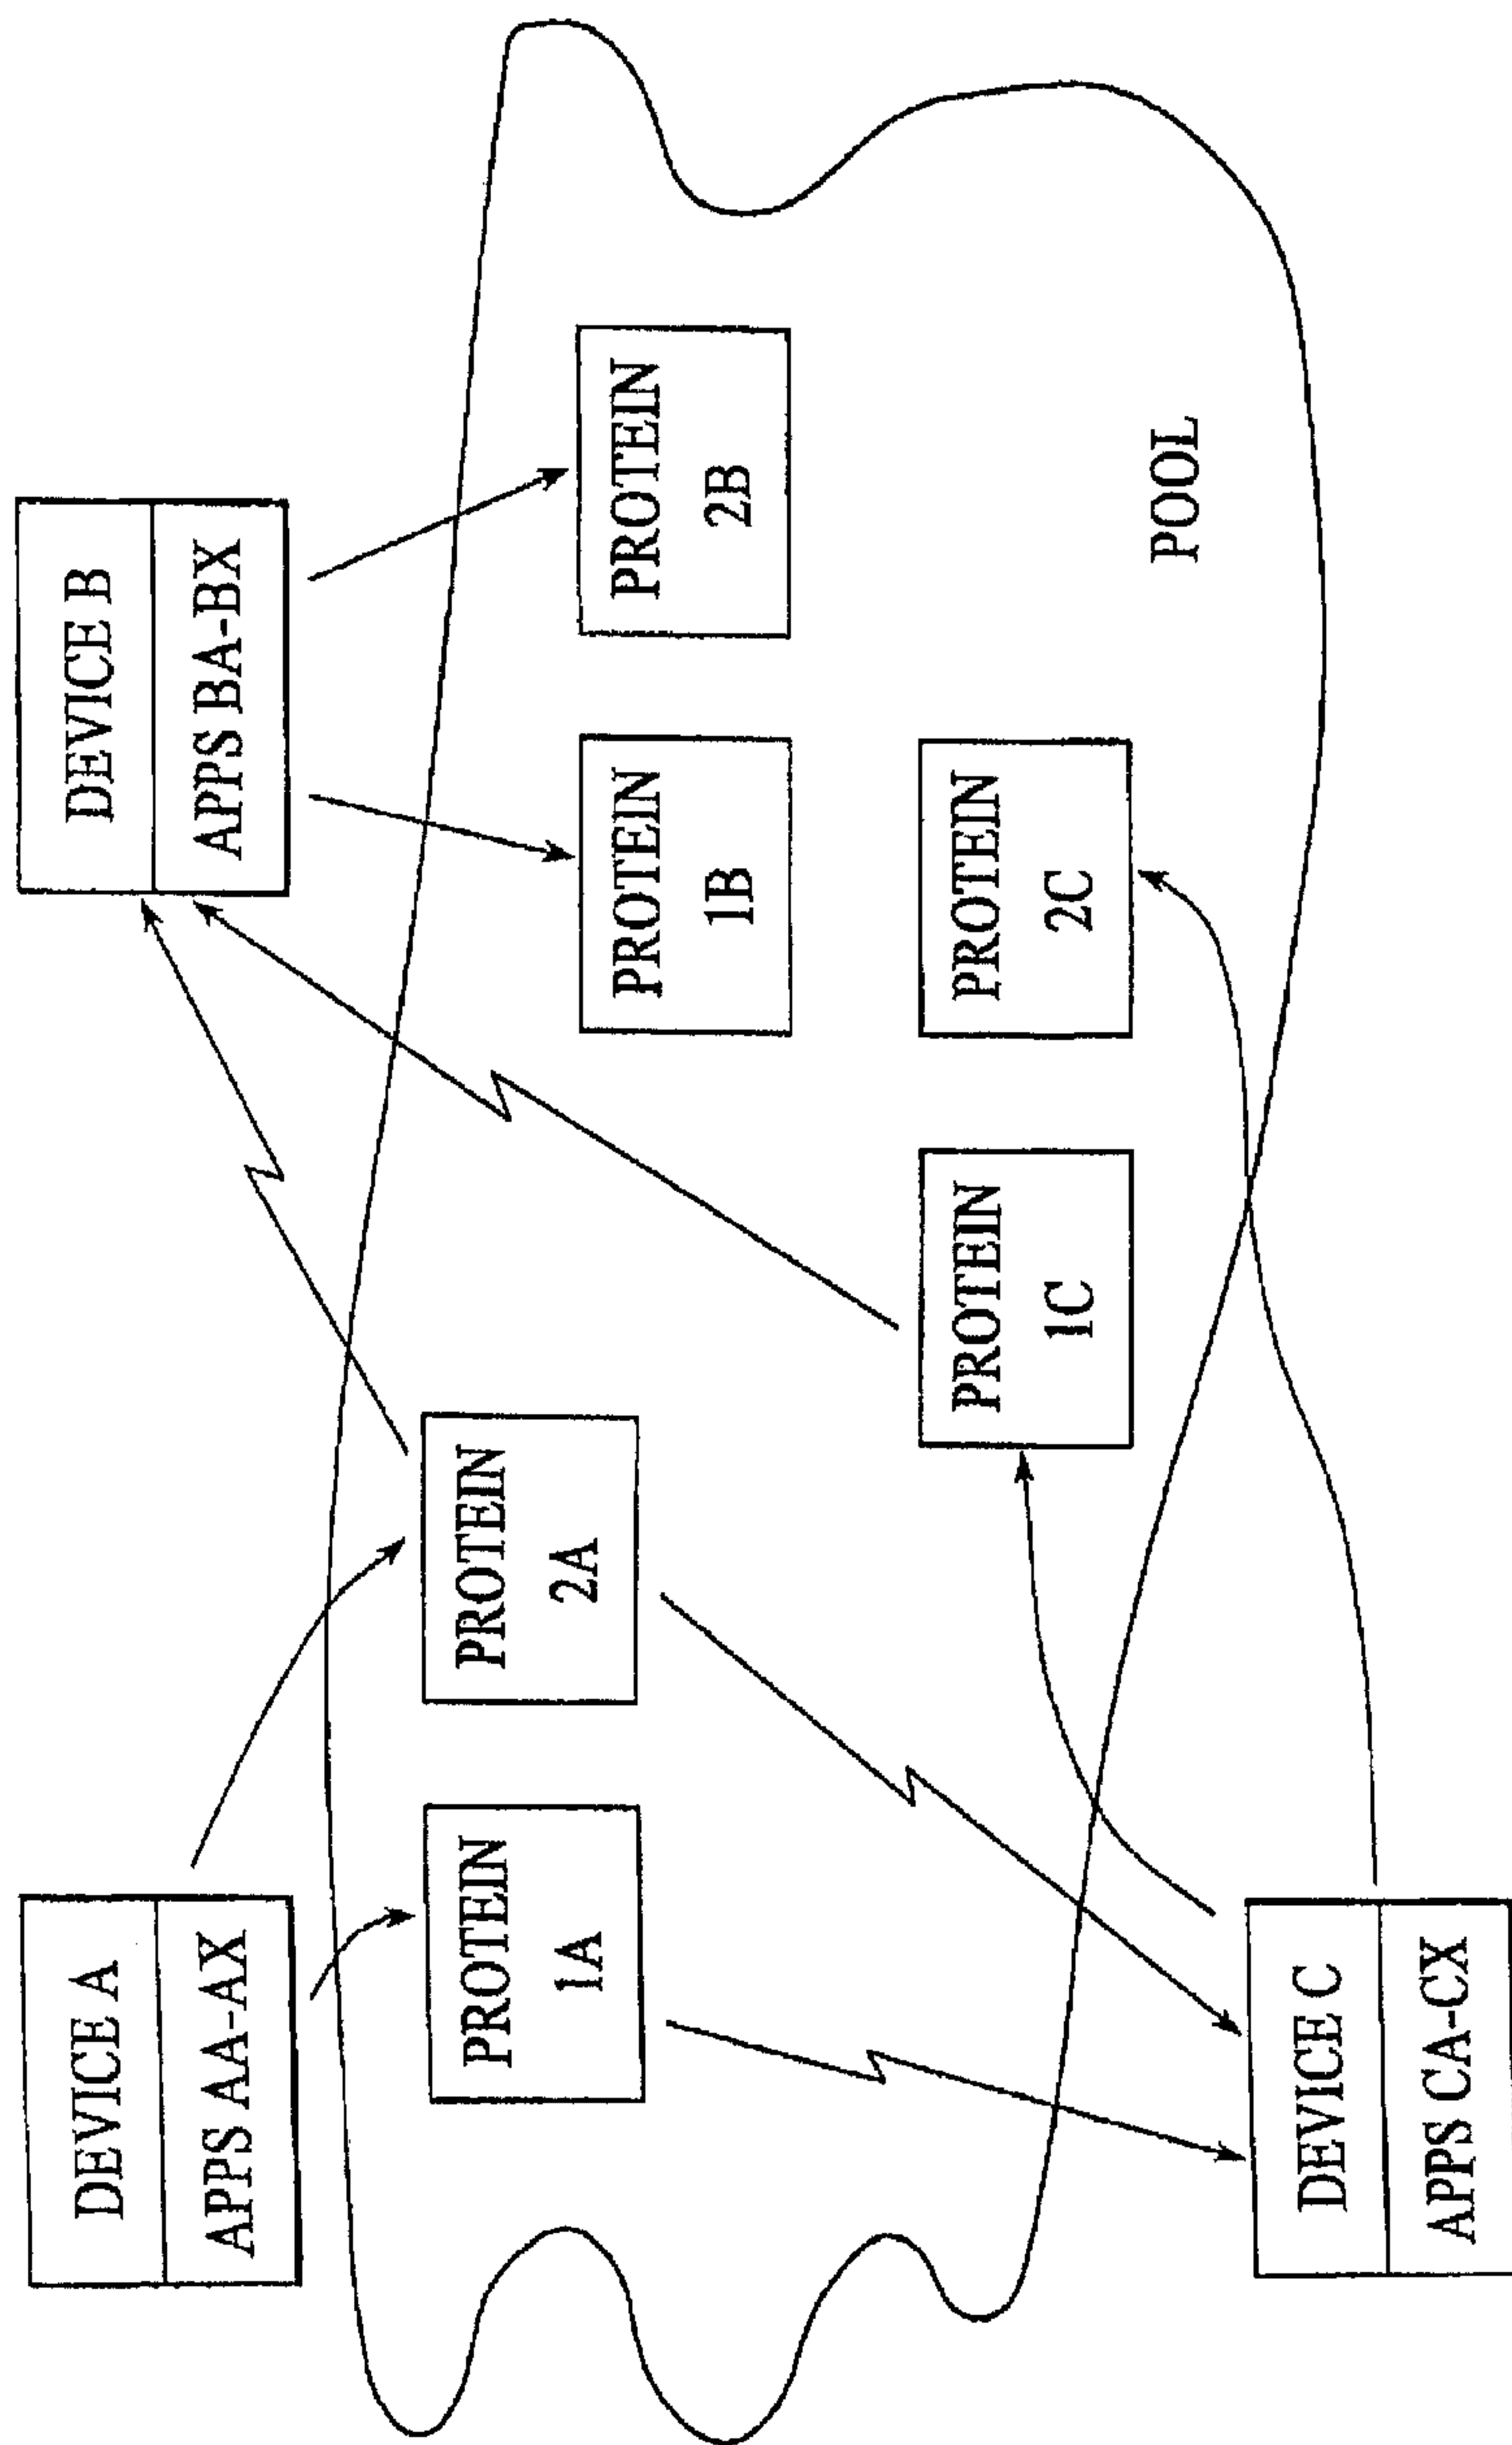 DEVICE A
APPS AA-AX
DEVICE B
APPS BA-BX
PROTEIN
1A
PROTEIN
2A
PROTEIN
1B
PROTEIN
2B
PROTEIN
1C
PROTEIN
2C
POOL
DEVICE C
APPS CA-CX